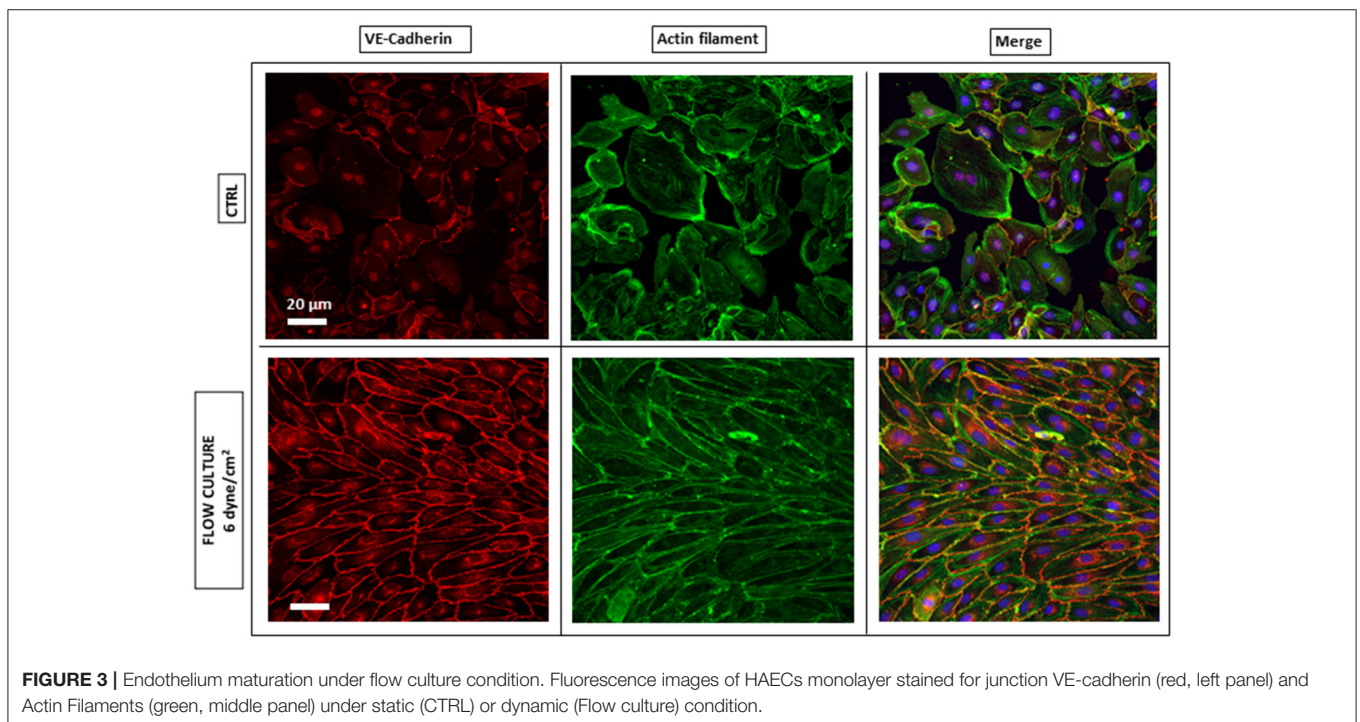 VE-Cadherin
Actin filament
Merge
CTRL
20 µm
FLOW CULTURE
6 dyne/cm²
FIGURE 3 | Endothelium maturation under flow culture condition. Fluorescence images of HAECs monolayer stained for junction VE-cadherin (red, left panel) and
Actin Filaments (green, middle panel) under static (CTRL) or dynamic (Flow culture) condition.